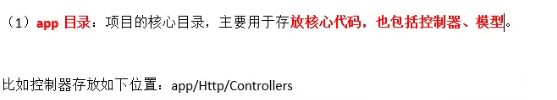 （1）app 目录：项目的核心目录，主要用于存放核心代码，也包括控制器、模型。
比如控制器存放如下位置：app/Http/Controllers